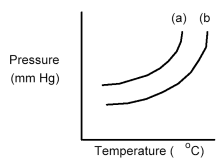 (a) (b)
Pressure
(mm Hg)
Temperature ( °C)